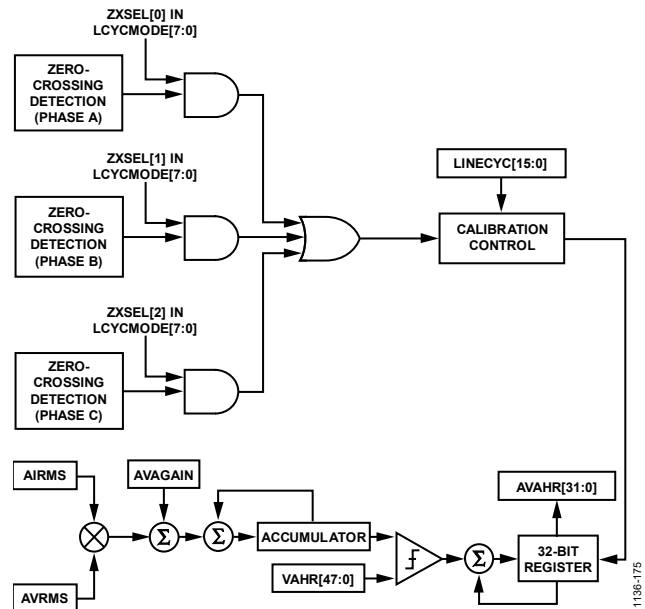 ZXSEL[0] IN
LCYCMODE[7:0]
ZERO-
CROSSING
DETECTION
(PHASE A)
ZXSEL[1] IN
LCYCMODE[7:0]
ZERO-
CROSSING
DETECTION
(PHASE B)
LINECYC[15:0]
CALIBRATION
CONTROL
ZXSEL[2] IN
LCYCMODE[7:0]
ZERO-
CROSSING
DETECTION
(PHASE C)
AIRMS
AVAGAIN
AVAHR[31:0]
Σ
Σ
ACCUMULATOR
Σ
32-BIT
REGISTER
VAHR[47:0]
AVRMS
1136-175